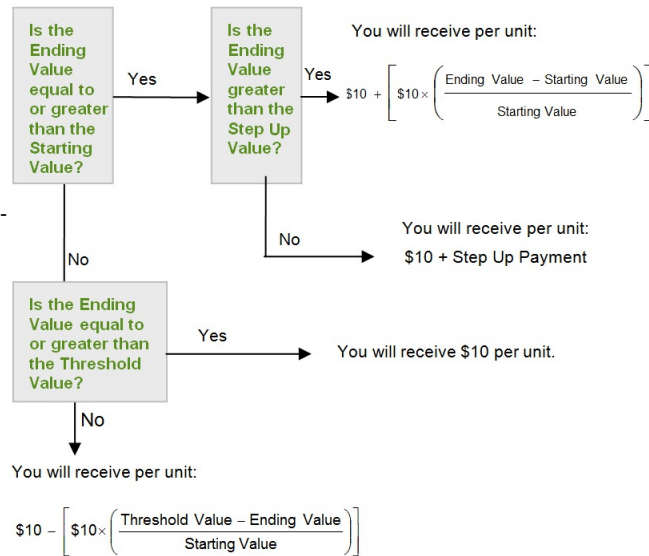 Is the
Ending
Value
equal to
or greater
than the
Starting
Value?
Yes
Is the
Ending
Value
greater
than the
Step Up
Value?
Yes
You will receive per unit:
$10 + [ $10 × ( Ending Value – Starting Value
Starting Value ) ]
No
You will receive per unit:
$10 + Step Up Payment
-
No
Is the Ending
Value equal to
or greater than
the Threshold
Value?
Yes
You will receive $10 per unit.
No
You will receive per unit:
$10 – [ $10× ( Threshold Value – Ending Value
Starting Value ) ]